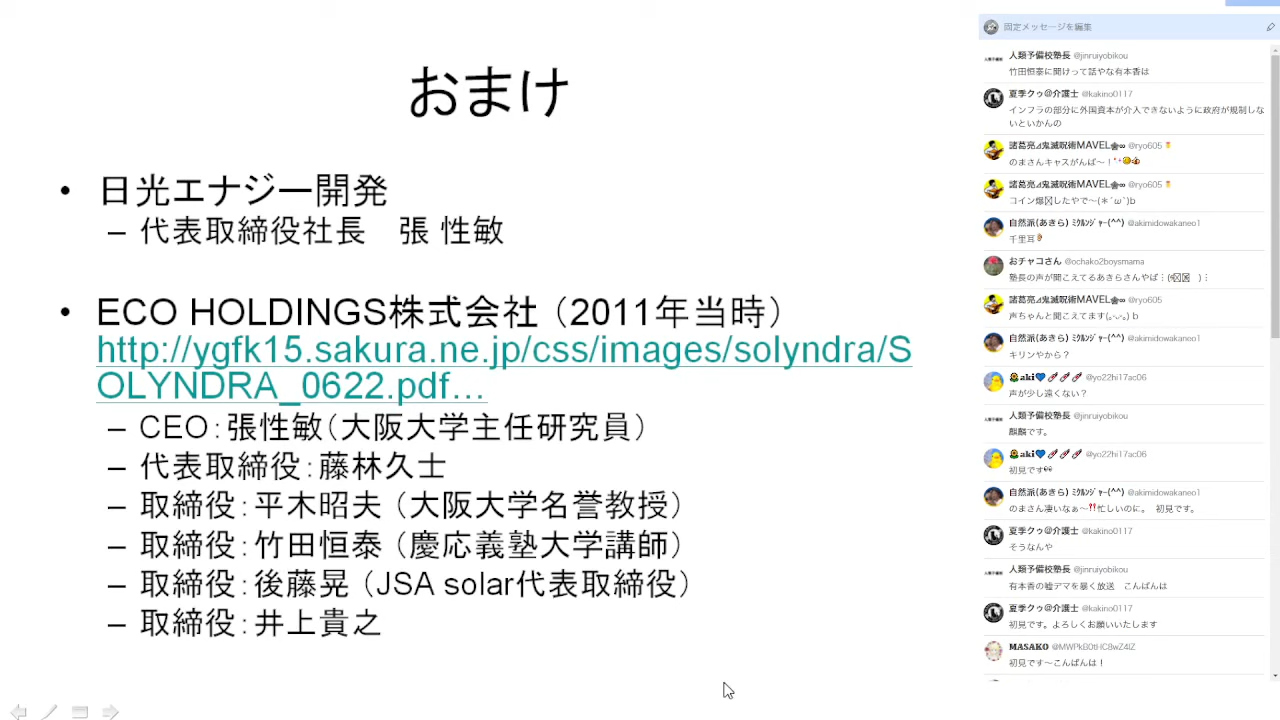 おまけ
• 日光エナジー開発
– 代表取締役社長　張 性敏
• ECO HOLDINGS株式会社（2011年当時）
http://ygfk15.sakura.ne.jp/css/images/solyndra/S
OLYNDRA_0622.pdf…
– CEO：張性敏（大阪大学主任研究員）
– 代表取締役：藤林久士
– 取締役：平木昭夫（大阪大学名誉教授）
– 取締役：竹田恒泰（慶応義塾大学講師）
– 取締役：後藤晃（JSA solar代表取締役）
– 取締役：井上貴之
固定メッセージを編集
人類予備校塾長 @jinruiyobikou
竹田恒泰に聞けって話やな有本香は
夏季クゥ@介護士 @kakino0117
インフラの部分に外国資本が介入できないように政府が規制しな
いといかんの
諸葛亮⊿鬼滅呪術MAVEL @ryo605
のまさんキャスがんば〜！
諸葛亮⊿鬼滅呪術MAVEL @ryo605
コイン爆したやで〜(＊´ω`)b
自然派(あきら) ﾐｸﾙﾝｼﾞｬｰ(^^) @akimidowakaneo1
千里耳👂
おチャコさん @ochako2boysmama
塾長の声が聞こえてるあきらさんやば
諸葛亮⊿鬼滅呪術MAVEL @ryo605
声ちゃんと聞こえてます(｡･ᴗ･｡) b
自然派(あきら) ﾐｸﾙﾝｼﾞｬｰ(^^) @akimidowakaneo1
キリンやから？
aki💙 @yo22hi17ac06
声が少し遠くない？
人類予備校塾長 @jinruiyobikou
麒麟です。
aki💙 @yo22hi17ac06
初見です👀
自然派(あきら) ﾐｸﾙﾝｼﾞｬｰ(^^) @akimidowakaneo1
のまさん凄いなぁ〜‼忙しいのに。　初見です。
夏季クゥ@介護士 @kakino0117
そうなんや
人類予備校塾長 @jinruiyobikou
有本香の嘘デマを暴く放送　こんばんは
夏季クゥ@介護士 @kakino0117
初見です。よろしくお願いいたします
MASAKO
初見です〜こんばんは！